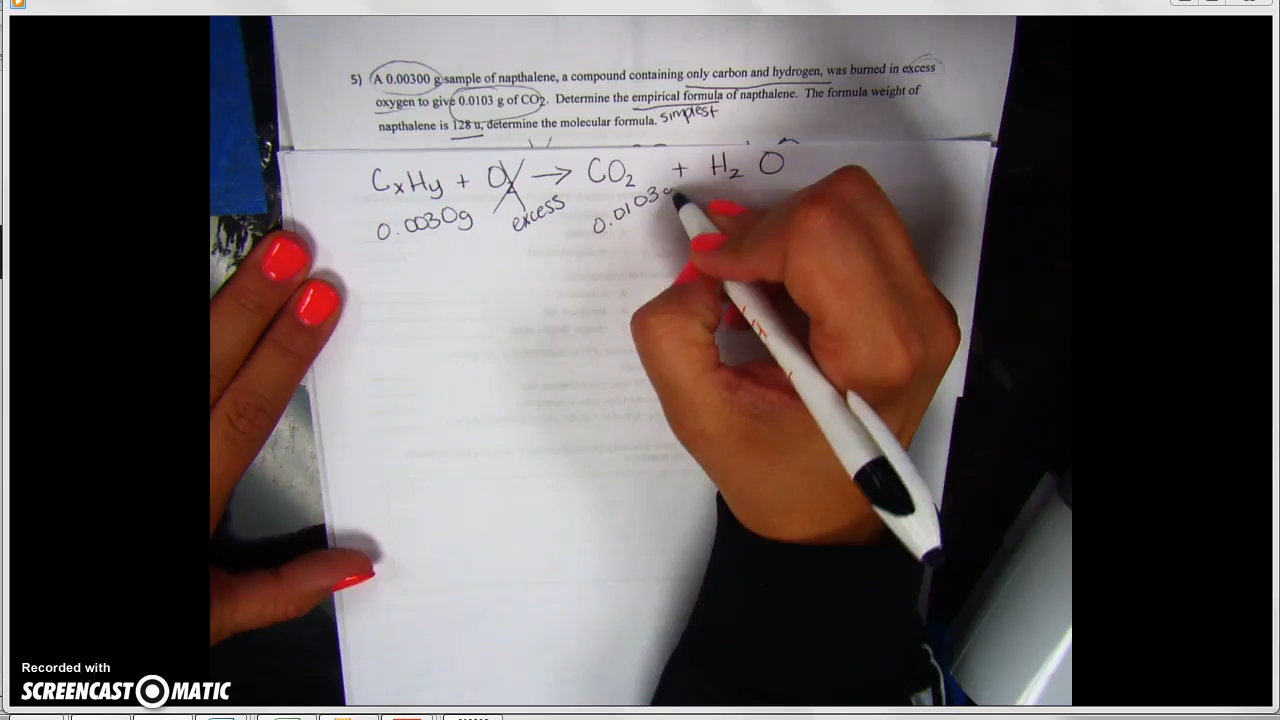 5) A 0.00300 g sample of napthalene, a compound containing only carbon and hydrogen, was burned in excess
oxygen to give 0.0103 g of CO2. Determine the empirical formula of napthalene. The formula weight of
napthalene is 128 u, determine the molecular formula. simplest
CxHy + O2 → CO2 + H2O
0.0030g excess 0.0103g
Recorded with
SCREENCAST O MATIC